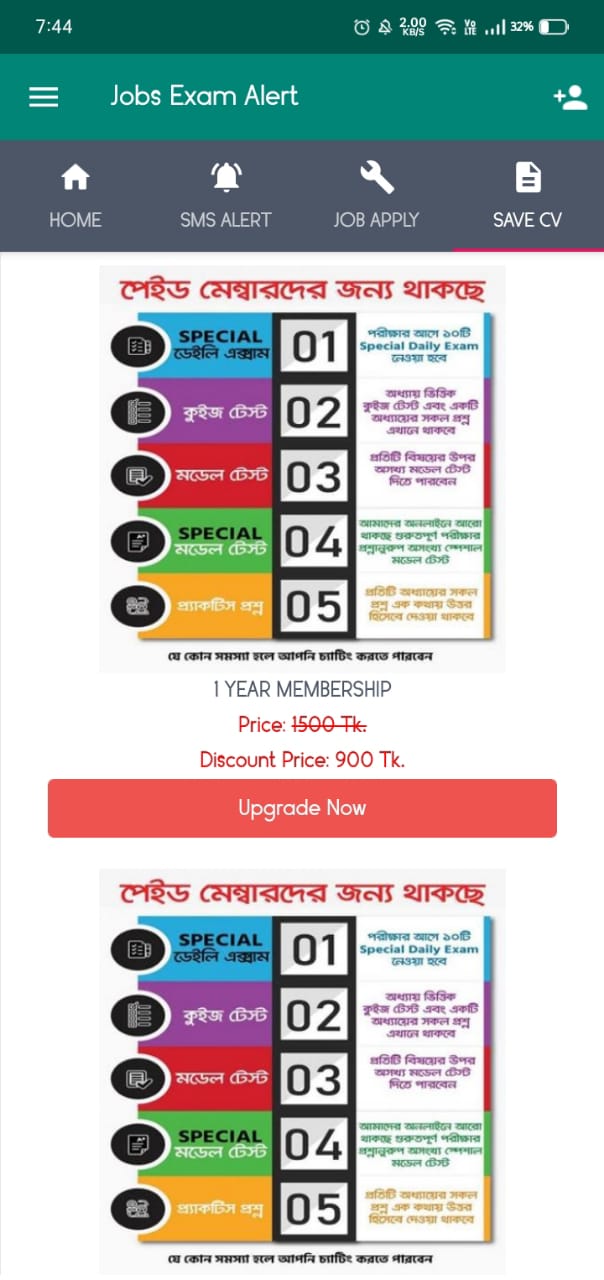 7:44
2.00
KB/S
Vo
LTE
32%
Jobs Exam Alert
HOME
SMS ALERT
JOB APPLY
SAVE CV
পেইড মেম্বারদের জন্য থাকছে
SPECIAL
ডেইলি এক্সাম
01
পরীক্ষার আগে ১০টি
Special Daily Exam
নেওয়া হবে
কুইজ টেস্ট
02
অধ্যায় ভিত্তিক
কুইজ টেস্ট এবং একটি
অধ্যায়ের সকল প্রশ্ন
এখানে থাকবে
মডেল টেস্ট
03
প্রতিটি বিষয়ের উপর
অসংখ্য মডেল টেস্ট
দিতে পারবেন
SPECIAL
মডেল টেস্ট
04
আমাদের অনলাইনে আরো
থাকছে গুরুত্বপূর্ণ পরীক্ষার
প্রশ্নানুরুপ অসংখ্য স্পেশাল
মডেল টেস্ট
প্র্যাকটিস প্রশ্ন
05
প্রতিটি অধ্যায়ের সকল
প্রশ্ন এক কথায় উত্তর
হিসেবে দেওয়া থাকবে
যে কোন সমস্যা হলে আপনি চ্যাটিং করতে পারবেন
1 YEAR MEMBERSHIP
Price: 1500 Tk.
Discount Price: 900 Tk.
Upgrade Now
পেইড মেম্বারদের জন্য থাকছে
SPECIAL
ডেইলি এক্সাম
01
পরীক্ষার আগে ১০টি
Special Daily Exam
নেওয়া হবে
কুইজ টেস্ট
02
অধ্যায় ভিত্তিক
কুইজ টেস্ট এবং একটি
অধ্যায়ের সকল প্রশ্ন
এখানে থাকবে
মডেল টেস্ট
03
প্রতিটি বিষয়ের উপর
অসংখ্য মডেল টেস্ট
দিতে পারবেন
SPECIAL
মডেল টেস্ট
04
আমাদের অনলাইনে আরো
থাকছে গুরুত্বপূর্ণ পরীক্ষার
প্রশ্নানুরুপ অসংখ্য স্পেশাল
মডেল টেস্ট
প্র্যাকটিস প্রশ্ন
05
প্রতিটি অধ্যায়ের সকল
প্রশ্ন এক কথায় উত্তর
হিসেবে দেওয়া থাকবে
যে কোন সমস্যা হলে আপনি চ্যাটিং করতে পারবেন